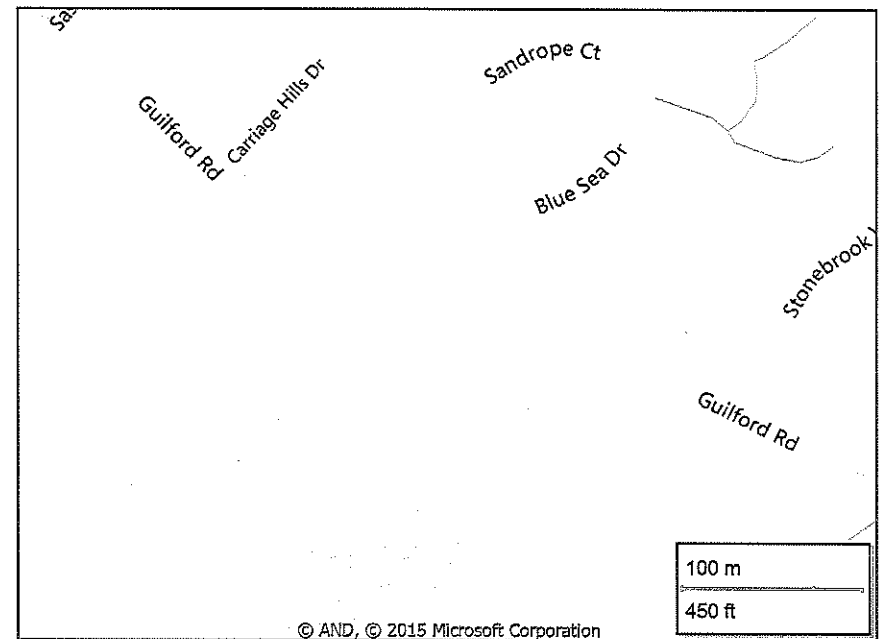 Sas
Sandrope Ct
Guilford Rd
Carriage Hills Dr
Blue Sea Dr
Stonebrook
Guilford Rd
100 m
450 ft
© AND, © 2015 Microsoft Corporation